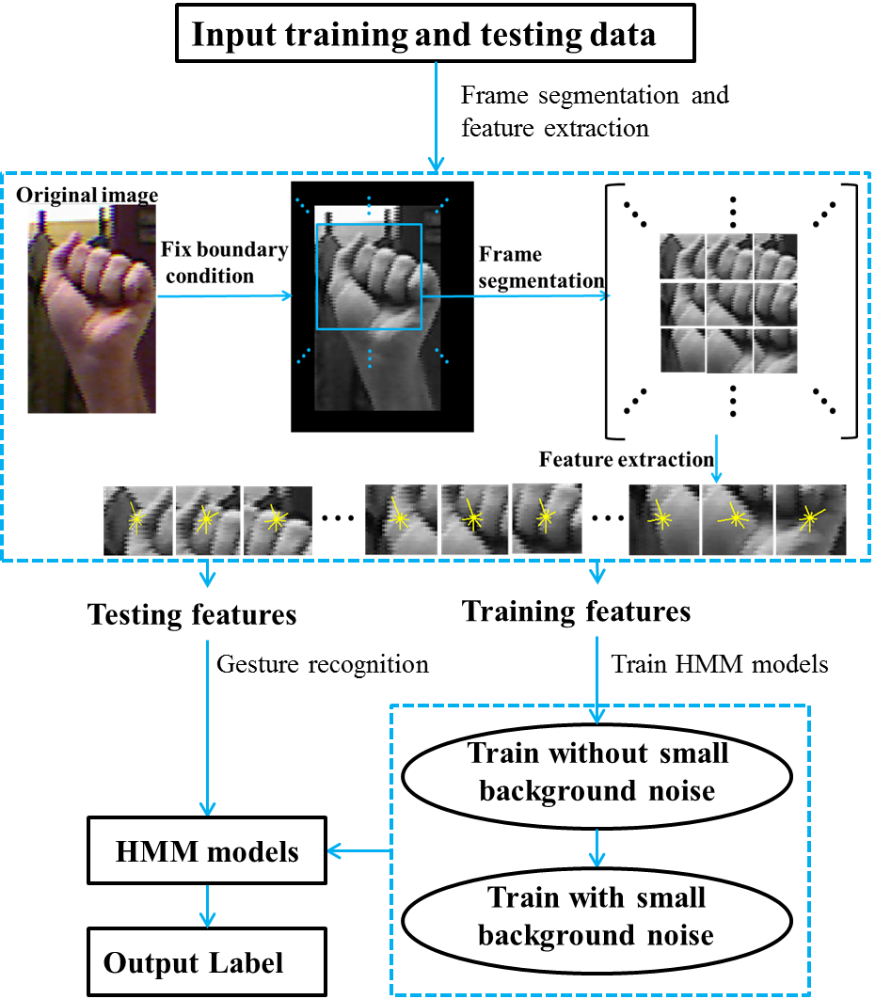 Input training and testing data
Frame segmentation and
feature extraction
Original image
Fix boundary
condition
Frame
segmentation
Feature extraction
Testing features
Training features
Gesture recognition
Train HMM models
Train without small
background noise
HMM models
Train with small
background noise
Output Label